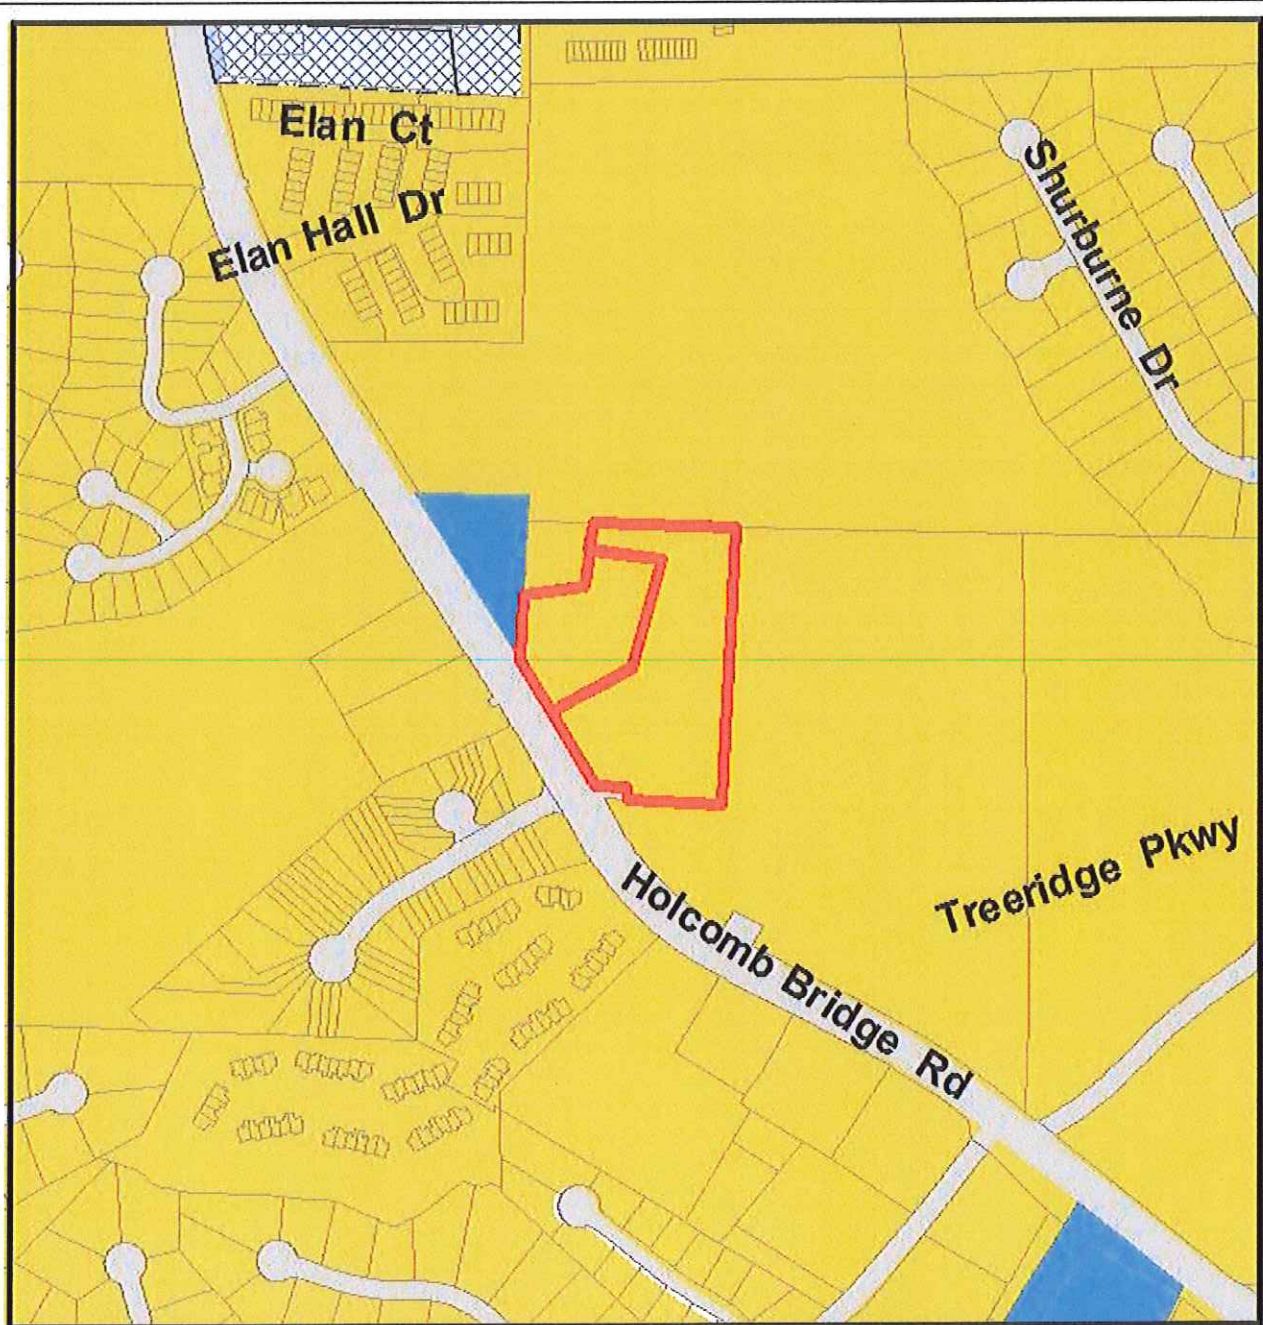 Elan Ct
Elan Hall Dr
Shurburne Dr
Treeridge Pkwy
Holcomb Bridge Rd